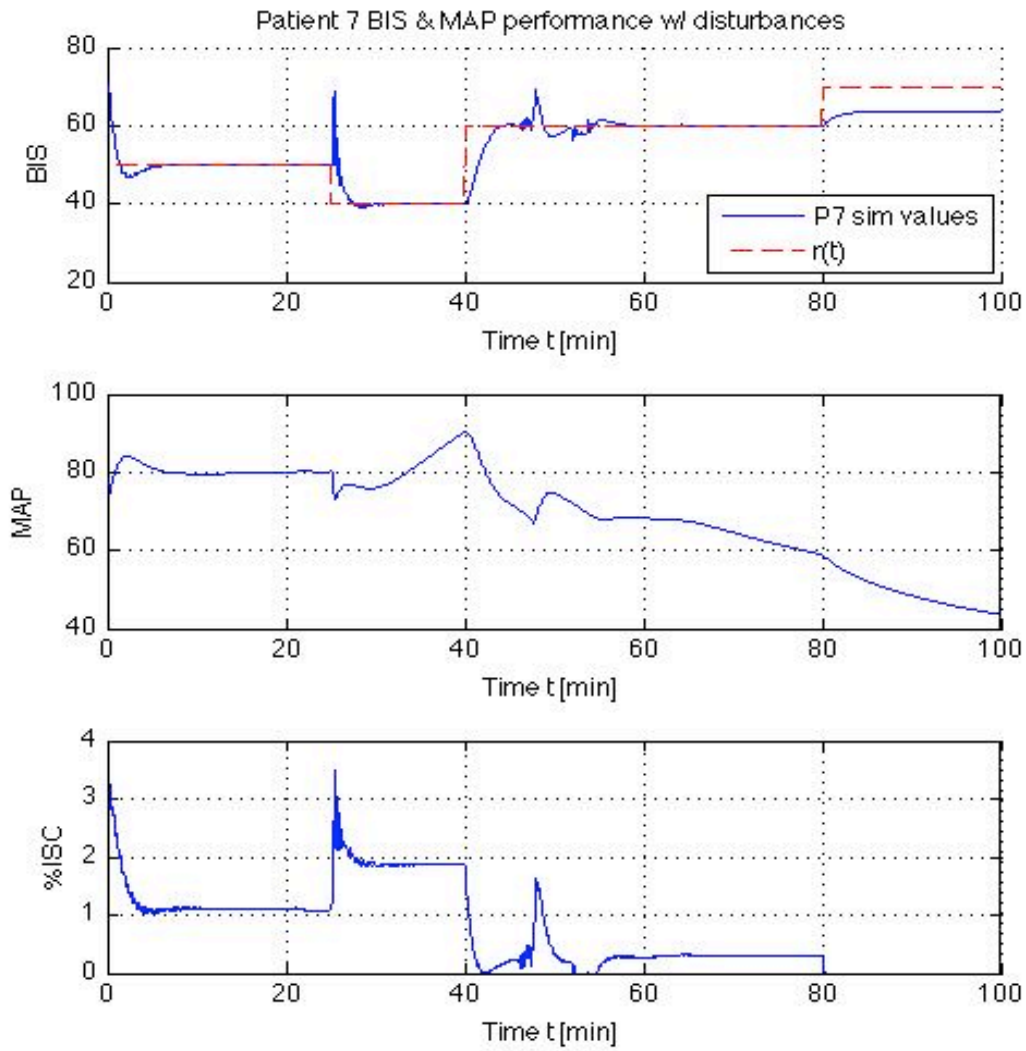 Patient 7 BIS & MAP performance w/ disturbances
80
60
40
20
BIS
P7 sim values
r(t)
0 20 40 60 80 100
Time t [min]
100
80
60
40
MAP
0 20 40 60 80 100
Time t [min]
4
3
2
1
0
%ISC
0 20 40 60 80 100
Time t [min]